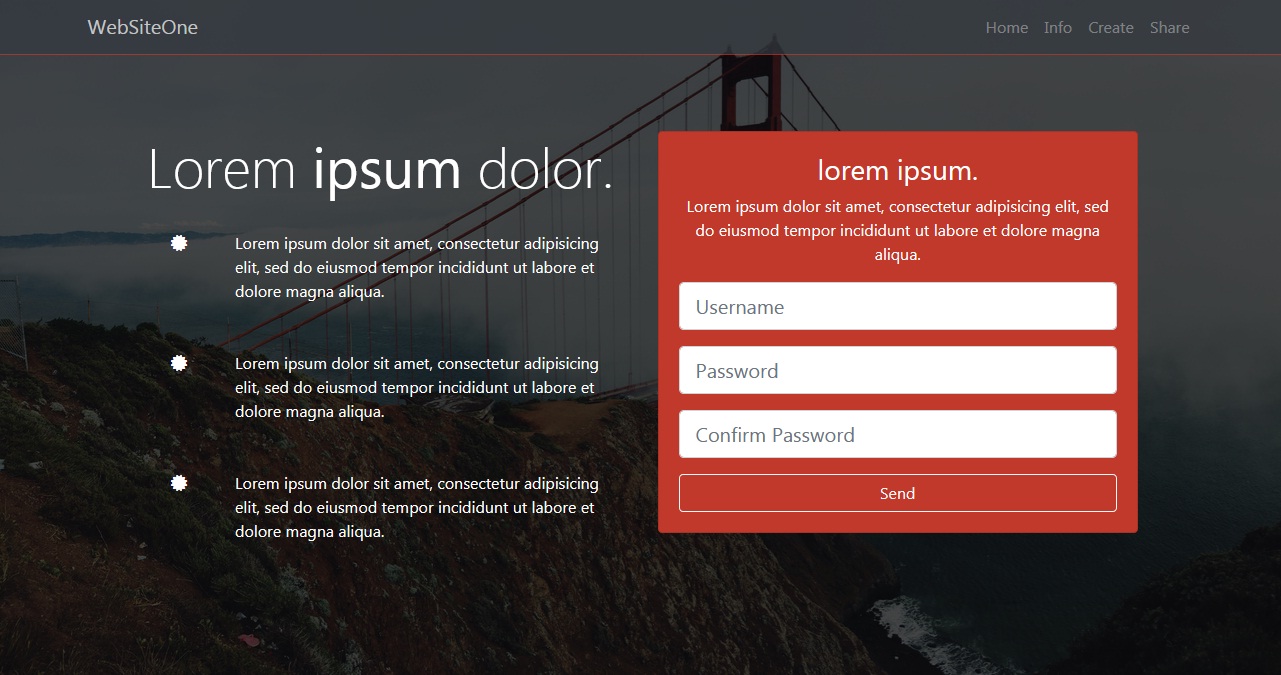 WebSiteOne
Home Info Create Share
Lorem ipsum dolor.
Lorem ipsum dolor sit amet, consectetur adipisicing
elit, sed do eiusmod tempor incididunt ut labore et
dolore magna aliqua.
Lorem ipsum dolor sit amet, consectetur adipisicing
elit, sed do eiusmod tempor incididunt ut labore et
dolore magna aliqua.
Lorem ipsum dolor sit amet, consectetur adipisicing
elit, sed do eiusmod tempor incididunt ut labore et
dolore magna aliqua.
lorem ipsum.
Lorem ipsum dolor sit amet, consectetur adipisicing elit, sed
do eiusmod tempor incididunt ut labore et dolore magna
aliqua.
Username
Password
Confirm Password
Send